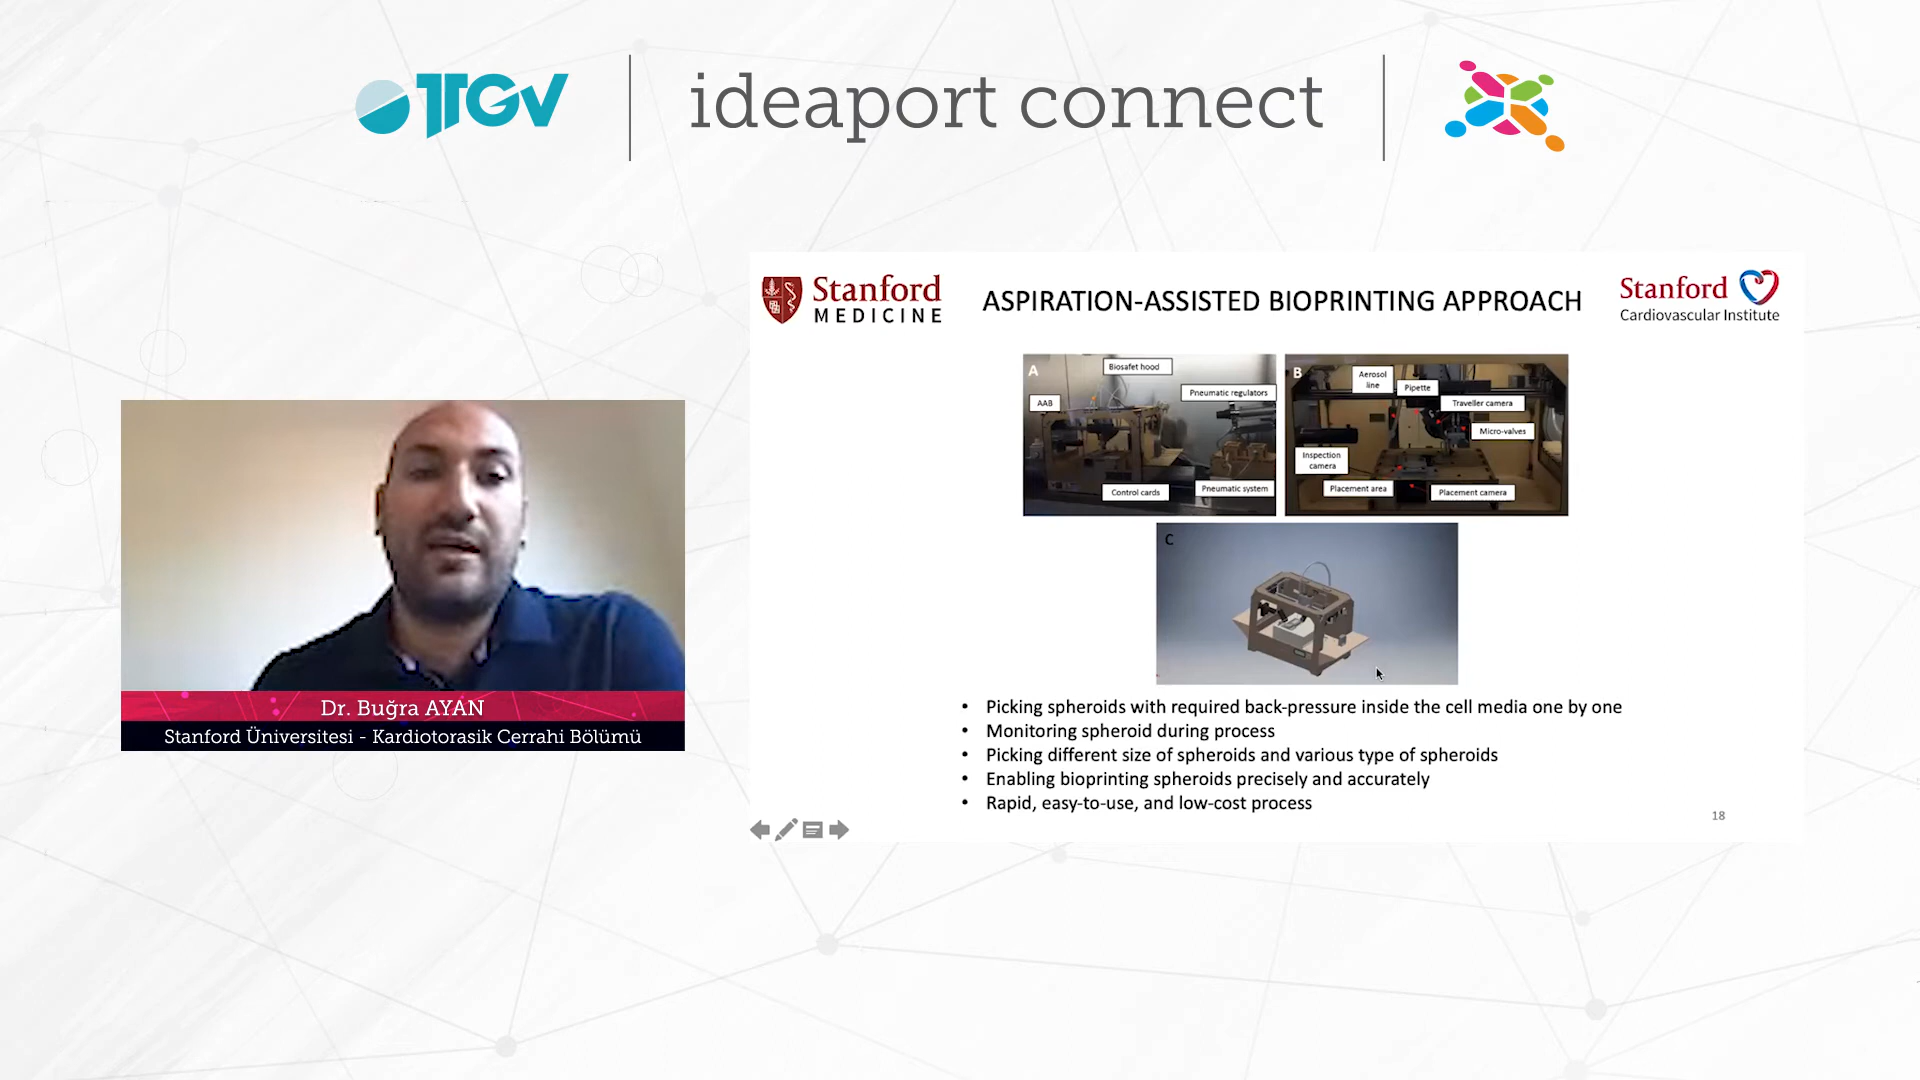 TTGV
ideaport connect
Stanford
MEDICINE
ASPIRATION-ASSISTED BIOPRINTING APPROACH
Stanford
Cardiovascular Institute
A
Biosafet hood
AAB
Pneumatic regulators
Control cards
Pneumatic system
B
Aerosol
line
Pipette
Traveller camera
Micro-valves
Inspection
camera
Placement area
Placement camera
C
• Picking spheroids with required back-pressure inside the cell media one by one
• Monitoring spheroid during process
• Picking different size of spheroids and various type of spheroids
• Enabling bioprinting spheroids precisely and accurately
• Rapid, easy-to-use, and low-cost process
18
Dr. Buğra AYAN
Stanford Üniversitesi - Kardiotorasik Cerrahi Bölümü